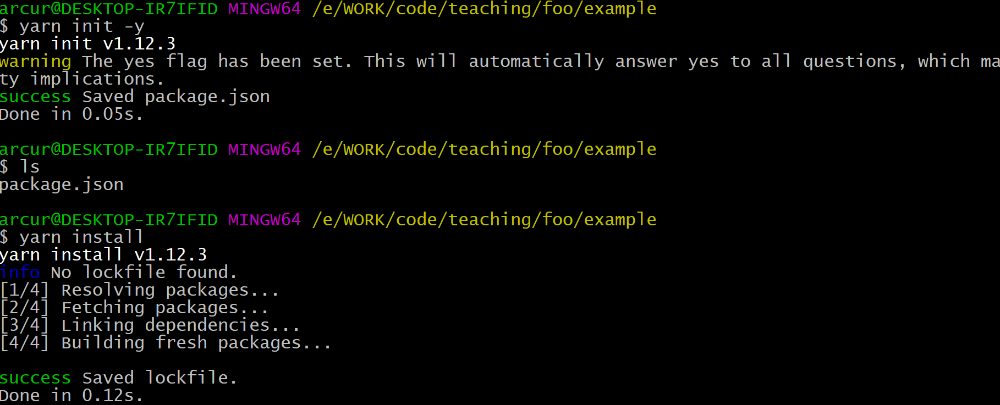 arcur@DESKTOP-IR7IFID MINGW64 /e/WORK/code/teaching/foo/example
$ yarn init -y
yarn init v1.12.3
warning The yes flag has been set. This will automatically answer yes to all questions, which ma
ty implications.
success Saved package.json
Done in 0.05s.
arcur@DESKTOP-IR7IFID MINGW64 /e/WORK/code/teaching/foo/example
$ ls
package.json
arcur@DESKTOP-IR7IFID MINGW64 /e/WORK/code/teaching/foo/example
$ yarn install
yarn install v1.12.3
info No lockfile found.
[1/4] Resolving packages...
[2/4] Fetching packages...
[3/4] Linking dependencies...
[4/4] Building fresh packages...
success Saved lockfile.
Done in 0.12s.